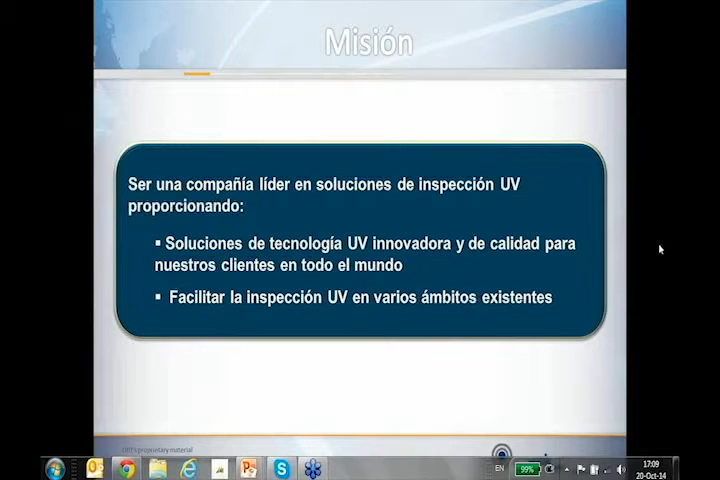 Misión
Ser una compañía líder en soluciones de inspección UV
proporcionando:
▪ Soluciones de tecnología UV innovadora y de calidad para
nuestros clientes en todo el mundo
▪ Facilitar la inspección UV en varios ámbitos existentes
proprietary material
EN
99%
17:09
20-Oct-14